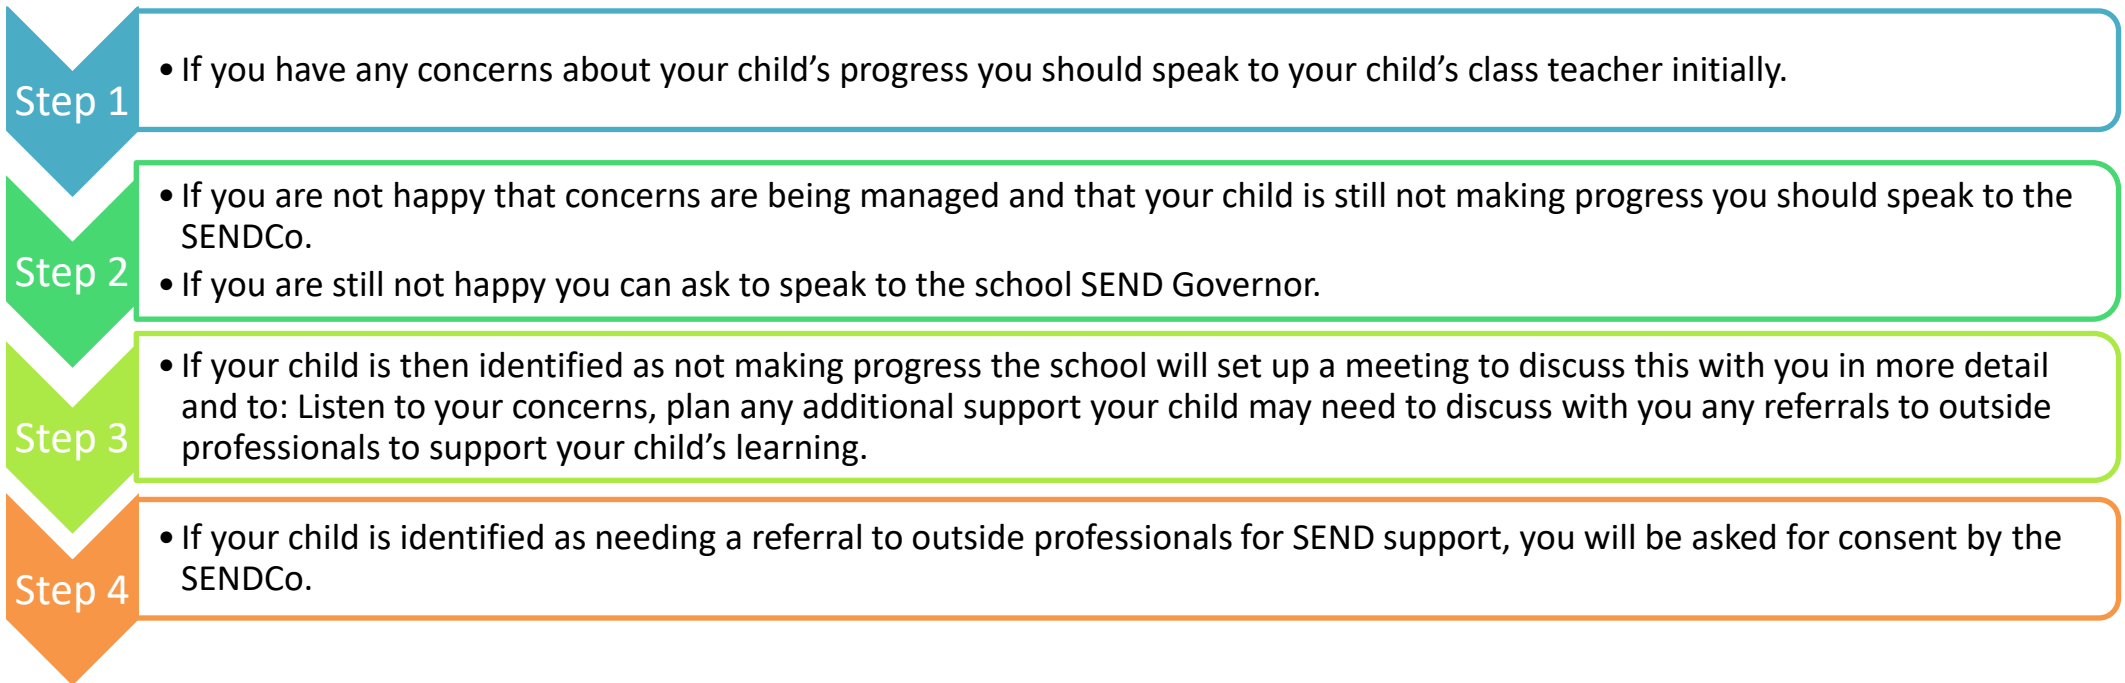 Step 1
• If you have any concerns about your child’s progress you should speak to your child’s class teacher initially.
Step 2
• If you are not happy that concerns are being managed and that your child is still not making progress you should speak to the
SENDCo.
• If you are still not happy you can ask to speak to the school SEND Governor.
Step 3
• If your child is then identified as not making progress the school will set up a meeting to discuss this with you in more detail
and to: Listen to your concerns, plan any additional support your child may need to discuss with you any referrals to outside
professionals to support your child’s learning.
Step 4
• If your child is identified as needing a referral to outside professionals for SEND support, you will be asked for consent by the
SENDCo.